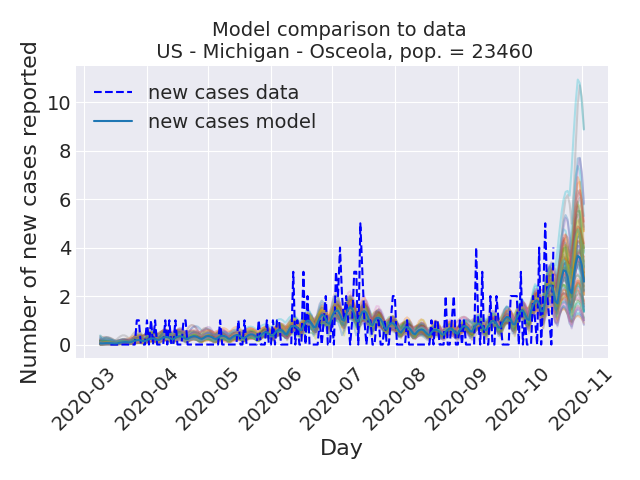 Model comparison to data
US - Michigan - Osceola, pop. = 23460
Number of new cases reported
10
8
6
4
2
0
new cases data
new cases model
2020-03
2020-04
2020-05
2020-06
2020-07
2020-08
2020-09
2020-10
2020-11
Day